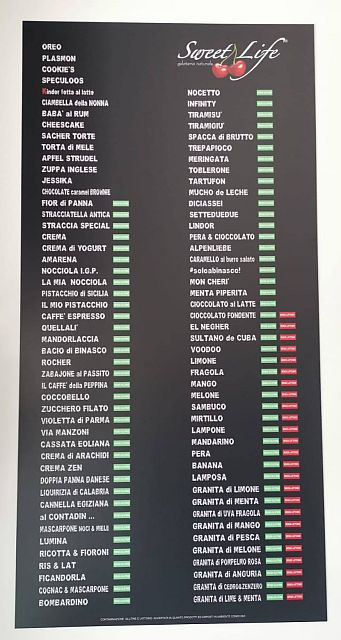 OREO
PLASMON
COOKIE'S
SPECULOOS
Kinder fetta al latte
CIAMBELLA della NONNA
BABA' al RUM
CHEESCAKE
SACHER TORTE
TORTA di MELE
APFEL STRUDEL
ZUPPA INGLESE
JESSIKA
CHOCOLATE caramel BROWNIE
FIOR di PANNA
STRACCIATELLA ANTICA
STRACCIA SPECIAL
CREMA
CREMA di YOGURT
AMARENA
NOCCIOLA I.G.P.
LA MIA NOCCIOLA
PISTACCHIO di SICILIA
IL MIO PISTACCHIO
CAFFE' ESPRESSO
QUELLALI'
MANDORLACCIA
BACIO di BINASCO
ROCHER
ZABAJONE al PASSITO
IL CAFFE' della PEPPINA
COCCOBELLO
ZUCCHERO FILATO
VIOLETTA di PARMA
VIA MANZONI
CASSATA EOLIANA
CREMA di ARACHIDI
CREMA ZEN
DOPPIA PANNA DANESE
LIQUIRIZIA di CALABRIA
CANNELLA EGIZIANA
al CONTADIN ...
MASCARPONE NOCI & MIELE
LUMINA
RICOTTA & FIORONI
RIS & LAT
FICANDORLA
COGNAC & MASCARPONE
BOMBARDINO
Sweet Life®
gelateria naturale
NOCETTO
INFINITY
TIRAMISU'
TIRAMIGIU'
SPACCA di BRUTTO
TREPAPIOCO
MERINGATA
TOBLERONE
TARTUFON
MUCHO de LECHE
DICIASSEI
SETTEDUEDUE
LINDOR
PERA & CIOCCOLATO
ALPENLIEBE
CARAMELLO al burro salato
#soloabinasco!
MON CHERI'
MENTA PIPERITA
CIOCCOLATO al LATTE
CIOCCOLATO FONDENTE
EL NEGHER
SULTANO de CUBA
VOODOO
LIMONE
FRAGOLA
MANGO
MELONE
SAMBUCO
MIRTILLO
LAMPONE
MANDARINO
PERA
BANANA
LAMPOSA
GRANITA di LIMONE
GRANITA di MENTA
GRANITA di UVA FRAGOLA
GRANITA di MANGO
GRANITA di PESCA
GRANITA di MELONE
GRANITA di POMPELMO ROSA
GRANITA di ANGURIA
GRANITA di CEDRO&ZENZERO
GRANITA di LIME & MENTA